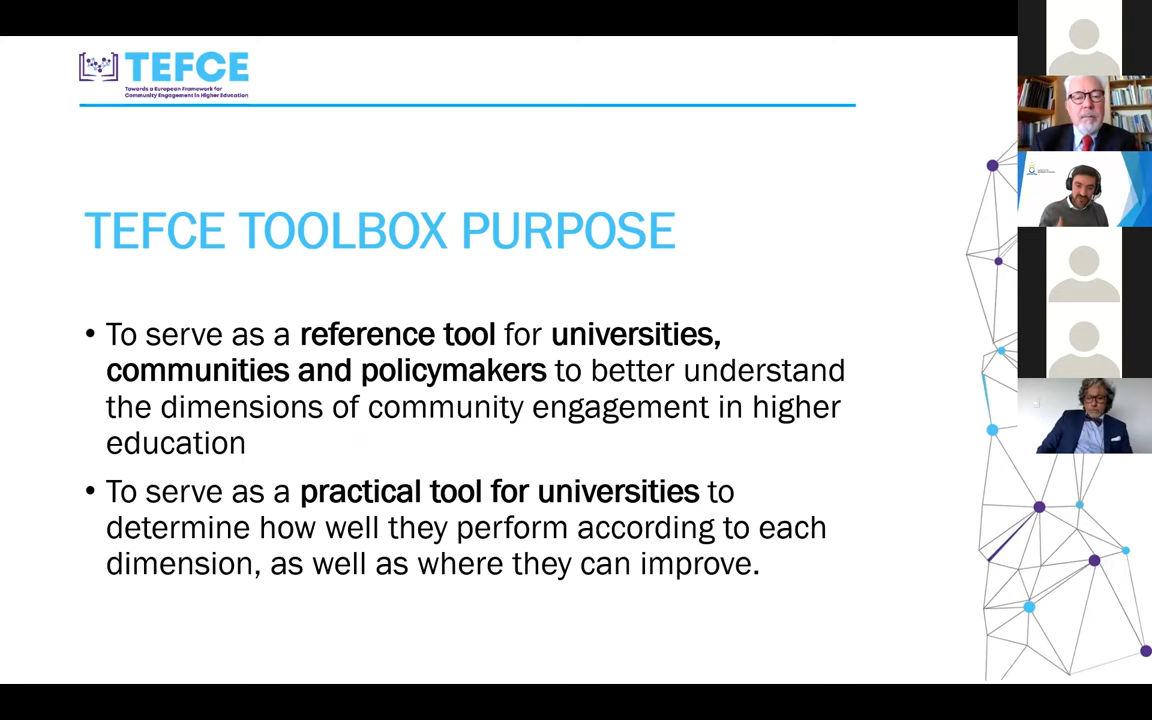 TEFCE
Towards a European Framework for
Community Engagement in Higher Education
TEFCE TOOLBOX PURPOSE
• To serve as a reference tool for universities,
communities and policymakers to better understand
the dimensions of community engagement in higher
education
• To serve as a practical tool for universities to
determine how well they perform according to each
dimension, as well as where they can improve.